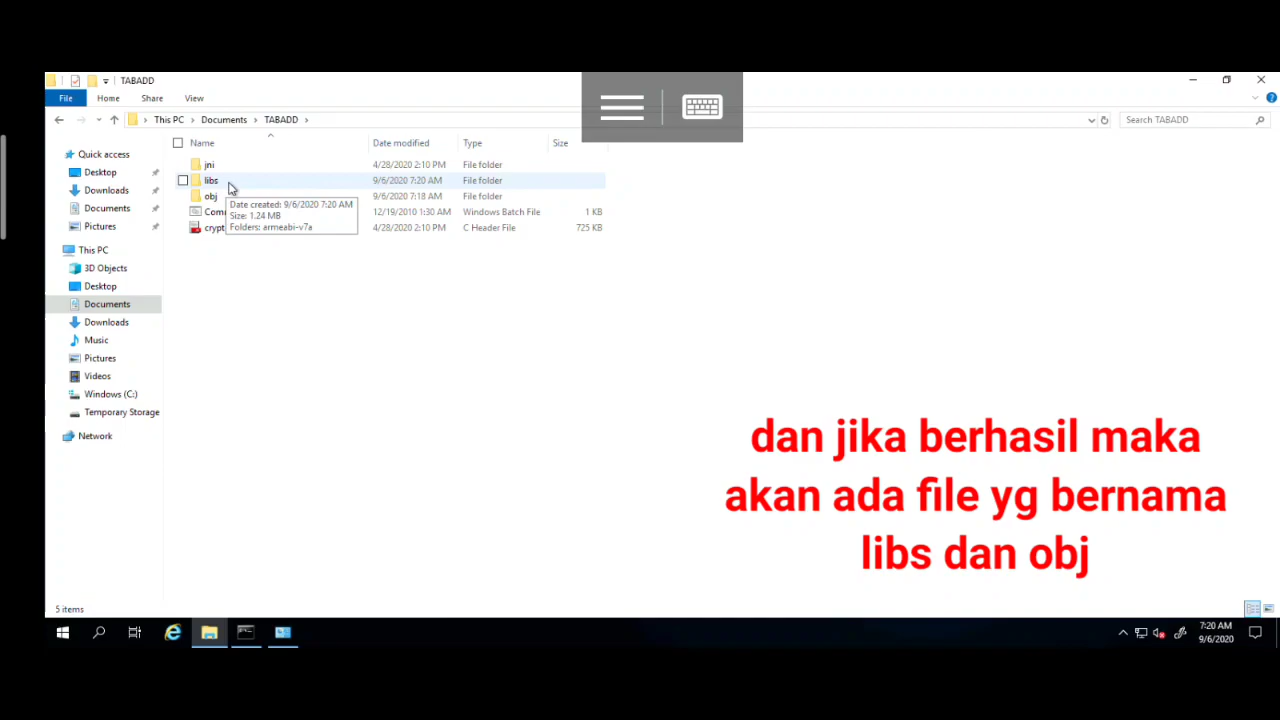 TABADD
File Home Share View
This PC Documents TABADD
Search TABADD
Name Date modified Type Size
Quick access
Desktop
Downloads
Documents
Pictures
This PC
3D Objects
Desktop
Documents
Downloads
Music
Pictures
Videos
Windows (C:)
Temporary Storage
Network
jni 4/28/2020 2:10 PM File folder
libs 9/6/2020 7:20 AM File folder
obj 9/6/2020 7:18 AM File folder
12/19/2010 1:30 AM Windows Batch File 1 KB
crypt 4/28/2020 2:10 PM C Header File 725 KB
Date created: 9/6/2020 7:20 AM
Size: 1.24 MB
Folders: armeabi-v7a
dan jika berhasil maka
akan ada file yg bernama
libs dan obj
5 items
7:20 AM
9/6/2020